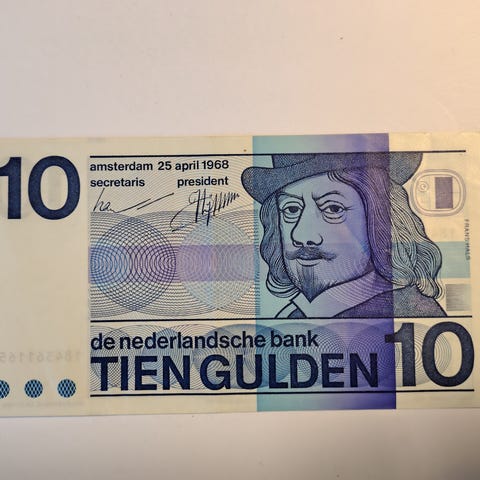 10
amsterdam 25 april 1968
secretaris president
FRANS HALS
de nederlandsche bank
TIEN GULDEN 10